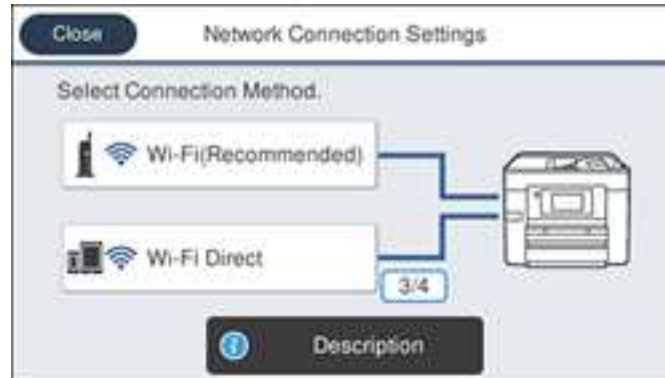 Close
Network Connection Settings
Select Connection Method.
Wi-Fi(Recommended)
Wi-Fi Direct
3/4
Description